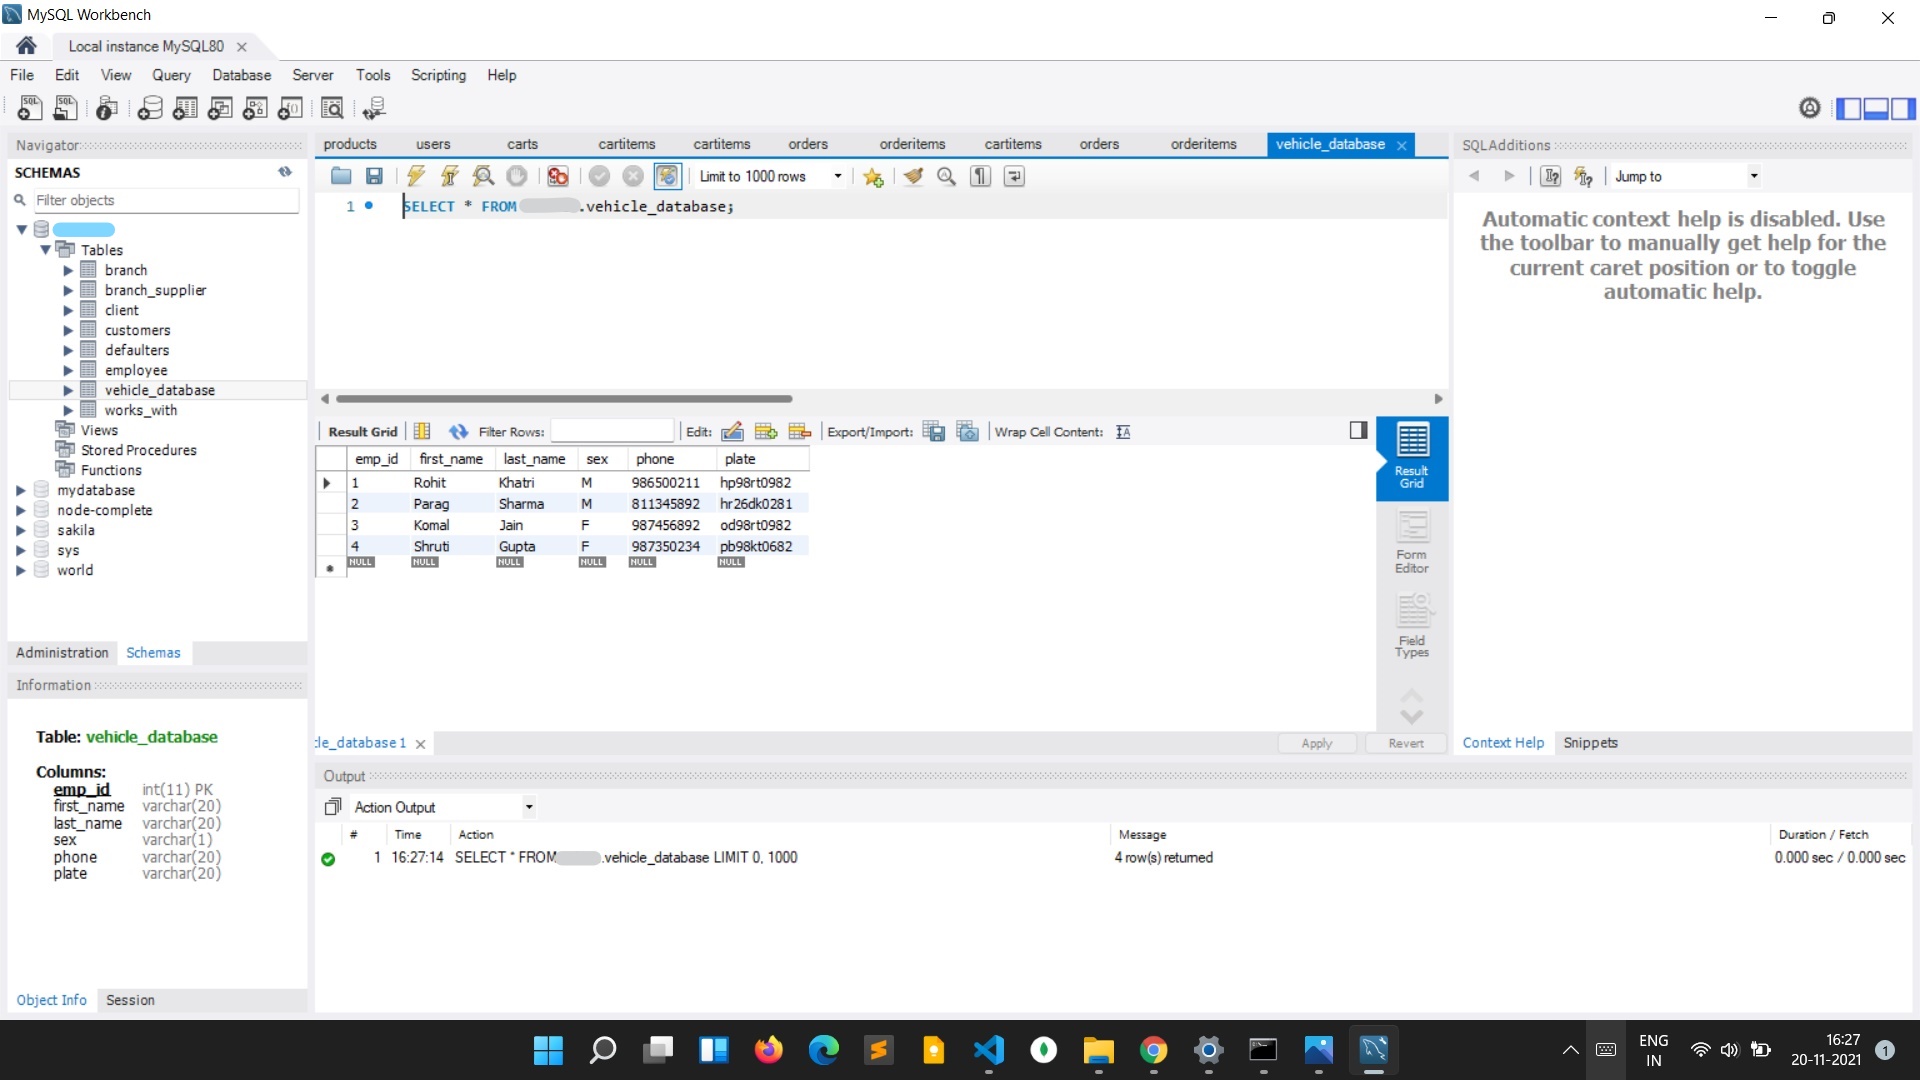 MySQL Workbench
Local instance MySQL80
File Edit View Query Database Server Tools Scripting Help
Navigator
SCHEMAS
Filter objects
Tables
branch
branch_supplier
client
customers
defaulters
employee
vehicle_database
works_with
Views
Stored Procedures
Functions
mydatabase
node-complete
sakila
sys
world
Administration Schemas
Information
Table: vehicle_database
Columns:
emp_id int(11) PK
first_name varchar(20)
last_name varchar(20)
sex varchar(1)
phone varchar(20)
plate varchar(20)
Object Info Session
products users carts cartitems cartitems orders orderitems cartitems orders orderitems vehicle_database
Limit to 1000 rows
1 SELECT * FROM .vehicle_database;
Result Grid Filter Rows: Edit: Export/Import: Wrap Cell Content:
emp_id first_name last_name sex phone plate
1 Rohit Khatri M 986500211 hp98rt0982
2 Parag Sharma M 811345892 hr26dk0281
3 Komal Jain F 987456892 od98rt0982
4 Shruti Gupta F 987350234 pb98kt0682
NULL NULL NULL NULL NULL NULL
Result
Grid
Form
Editor
Field
Types
cle_database 1
Apply Revert
SQLAdditions
Jump to
Automatic context help is disabled. Use
the toolbar to manually get help for the
current caret position or to toggle
automatic help.
Context Help Snippets
Output
Action Output
# Time Action Message Duration / Fetch
1 16:27:14 SELECT * FROM .vehicle_database LIMIT 0, 1000 4 row(s) returned 0.000 sec / 0.000 sec
ENG
IN
16:27
20-11-2021
1